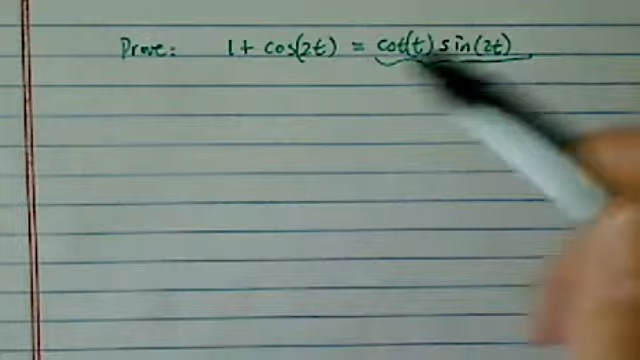 Prove: 1 + cos(2t) = cot(t) sin(2t)